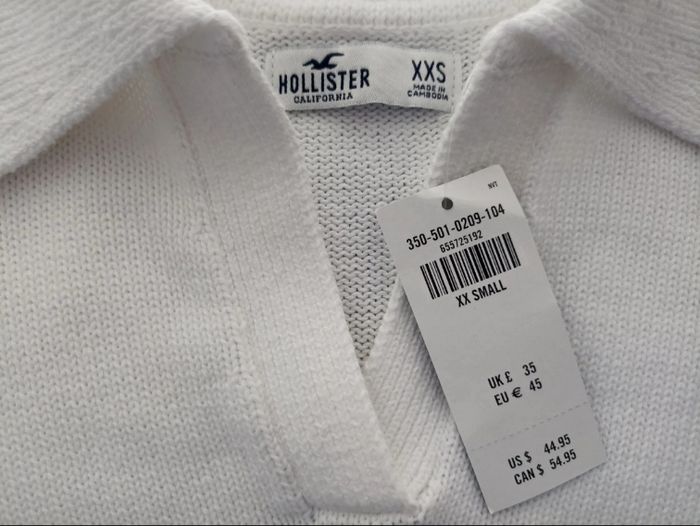 HOLLISTER
CALIFORNIA
XXS
MADE IN
CAMBODIA
NVT
350-501-0209-104
655725192
XX SMALL
UK £ 35
EU € 45
US $ 44.95
CAN $ 54.95